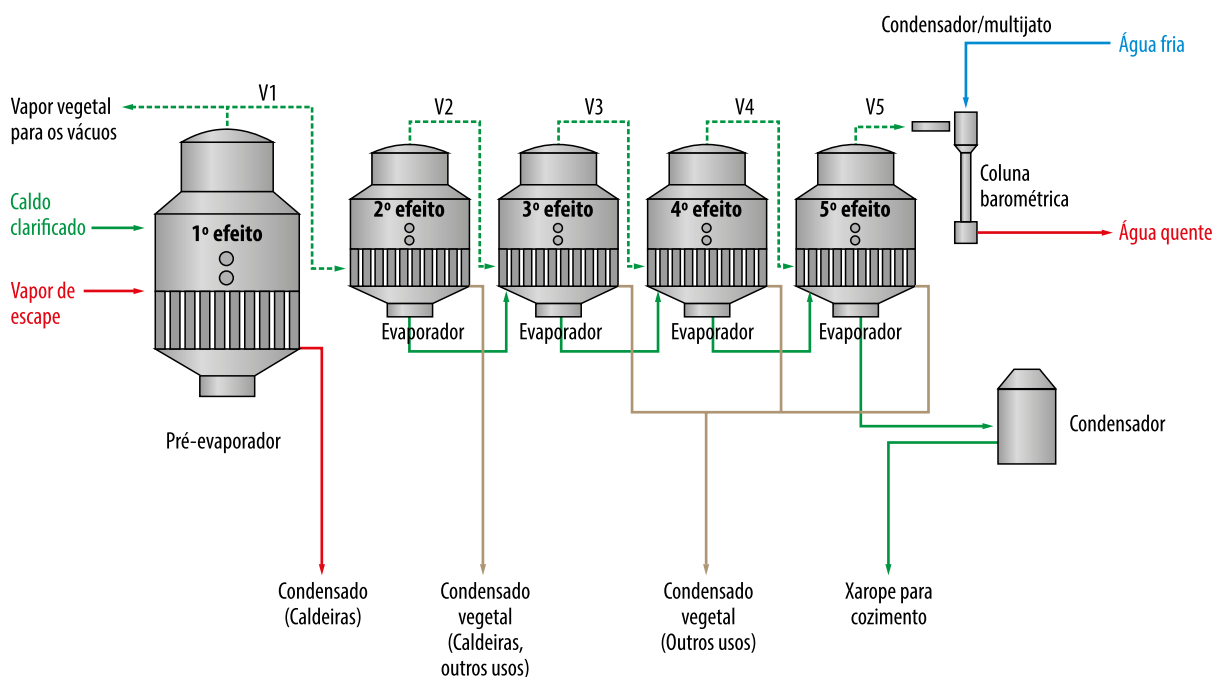 Condensador/multijato
Água fria
V1
V2
V3
V4
V5
Vapor vegetal
para os vácuos
Coluna
barométrica
Caldo
clarificado
1º efeito
2º efeito
3º efeito
4º efeito
5º efeito
Água quente
Vapor de
escape
Evaporador
Evaporador
Evaporador
Evaporador
Pré-evaporador
Condensador
Condensado
(Caldeiras)
Condensado
vegetal
(Caldeiras,
outros usos)
Condensado
vegetal
(Outros usos)
Xarope para
cozimento